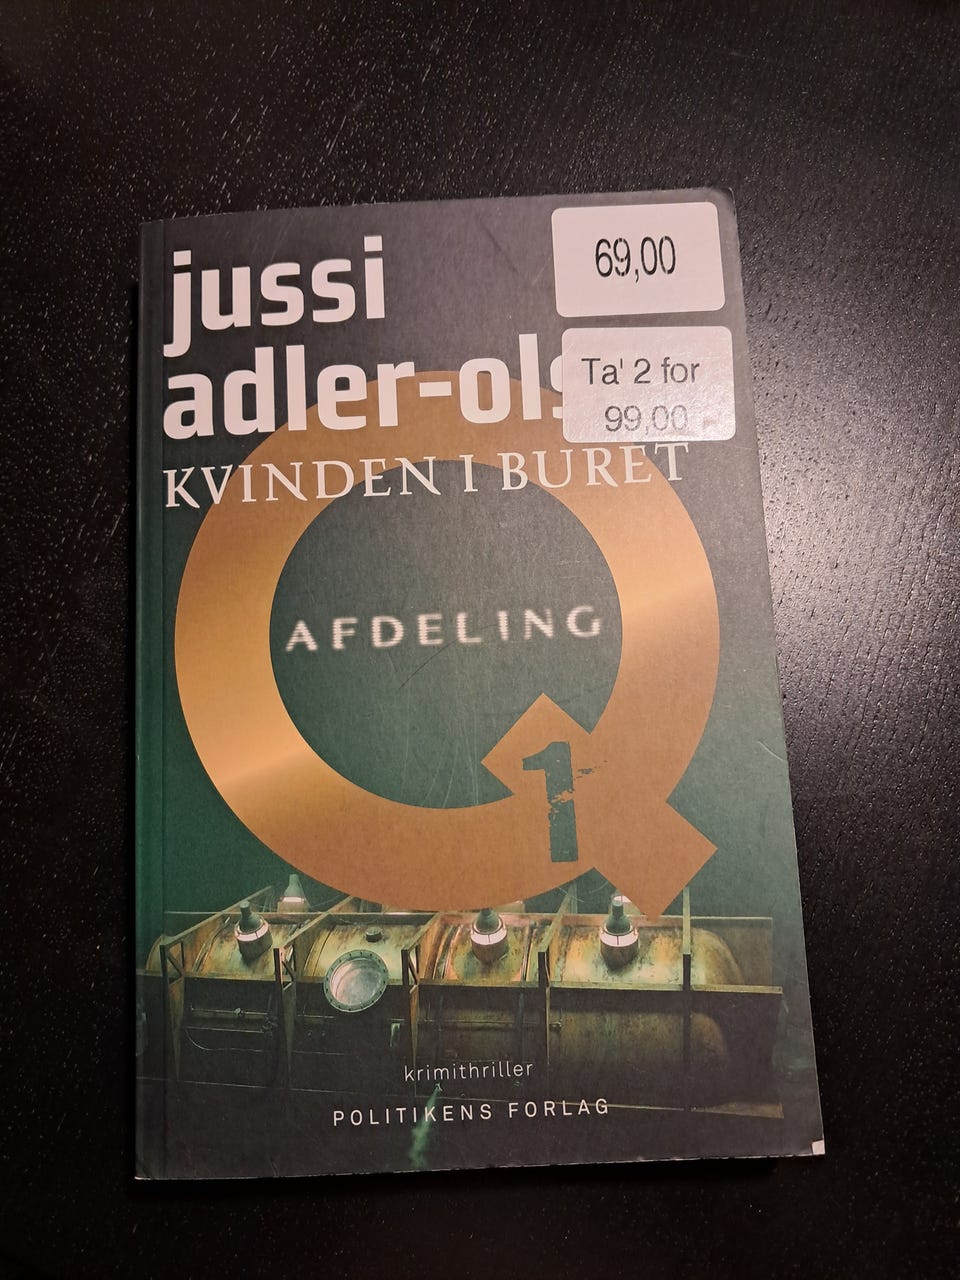 jussi
69,00
adler-ols
Ta' 2 for
99,00
KVINDEN I BURET
AFDELING
Q
1
krimithriller
POLITIKENS FORLAG